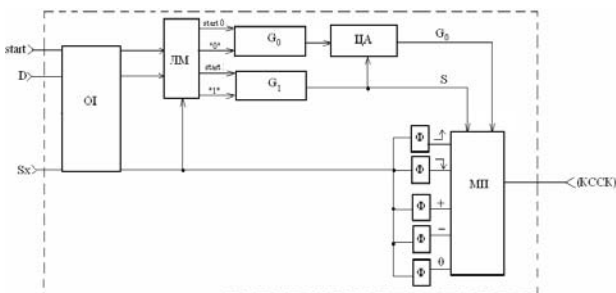 start
D
Sx
OI
ЛМ
start 0
"0"
start
"1"
G₀
G₁
ЦА
G₀
S
Ф
Ф
Ф +
Ф −
Ф θ
МП
(КССК)